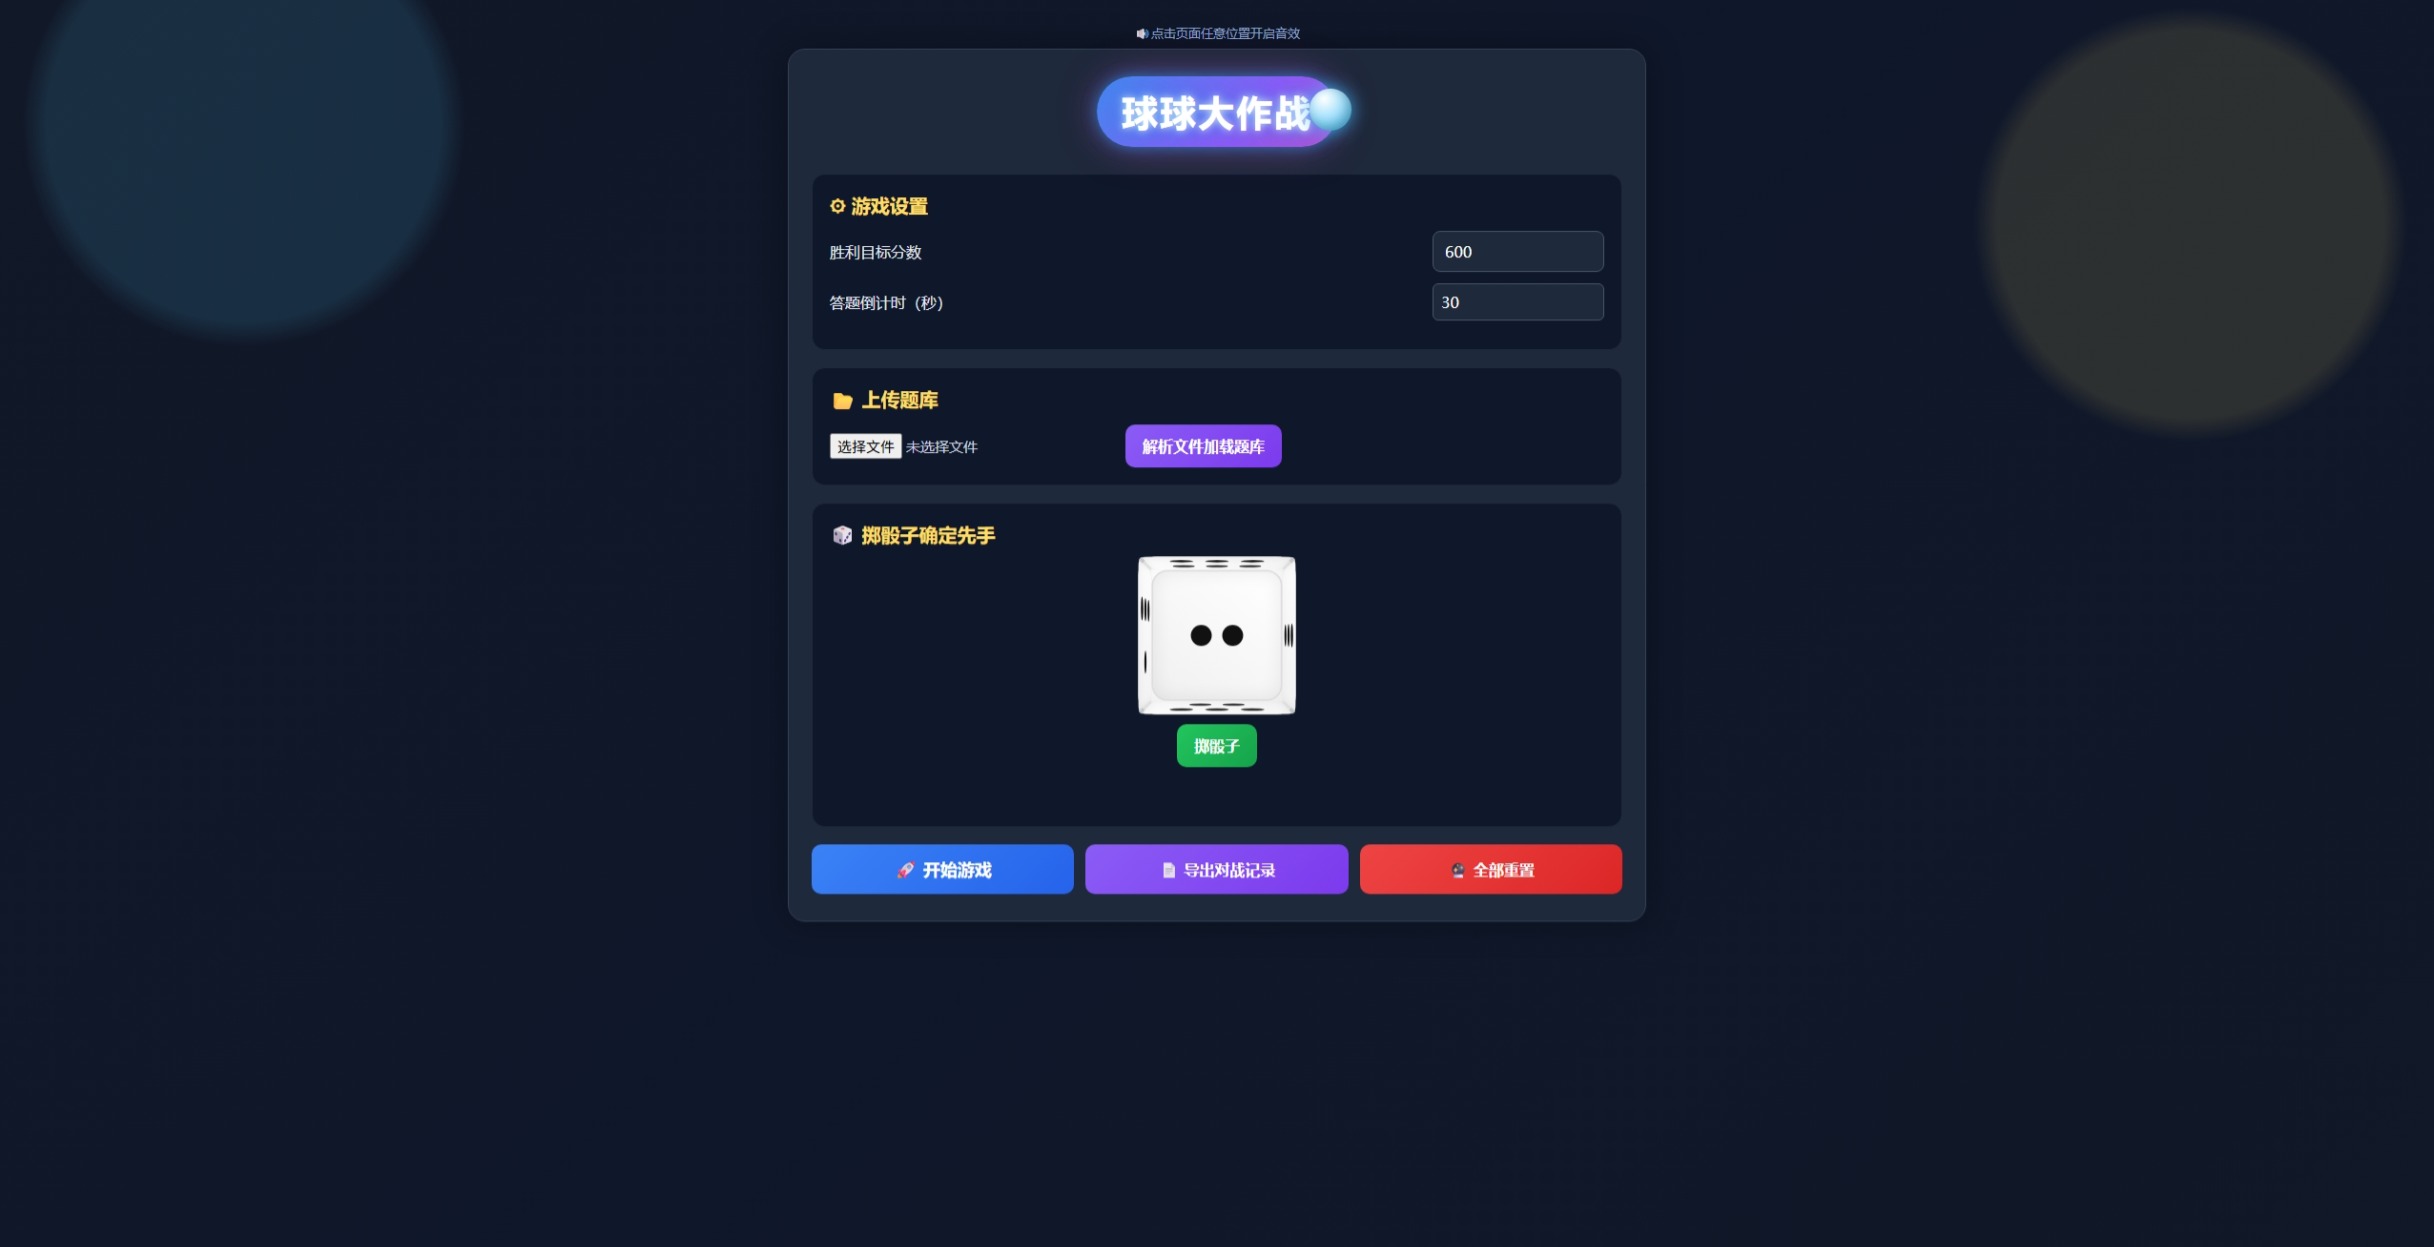 点击页面任意位置开启音效
球球大作战
游戏设置
胜利目标分数
600
答题倒计时（秒）
30
上传题库
选择文件 未选择文件
解析文件加载题库
掷骰子确定先手
掷骰子
开始游戏
导出对战记录
全部重置